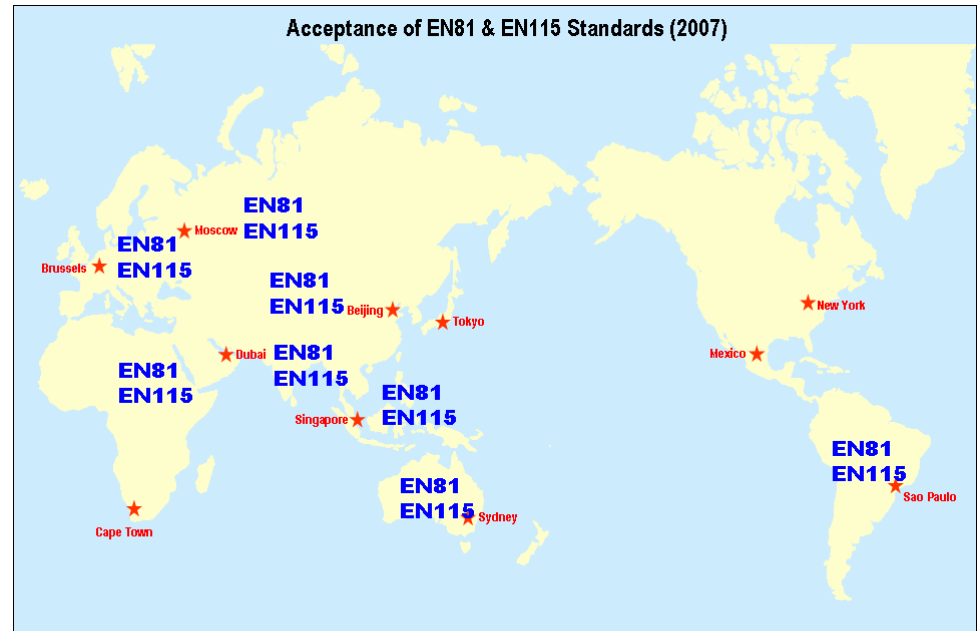 Acceptance of EN81 & EN115 Standards (2007)
EN81
EN115
Moscow
EN81
EN115
Brussels
EN81
EN115
Beijing
Tokyo
New York
EN81
EN115
Dubai
Mexico
EN81
EN115
EN81
EN115
Singapore
EN81
EN115
Sao Paulo
EN81
EN115
Sydney
Cape Town